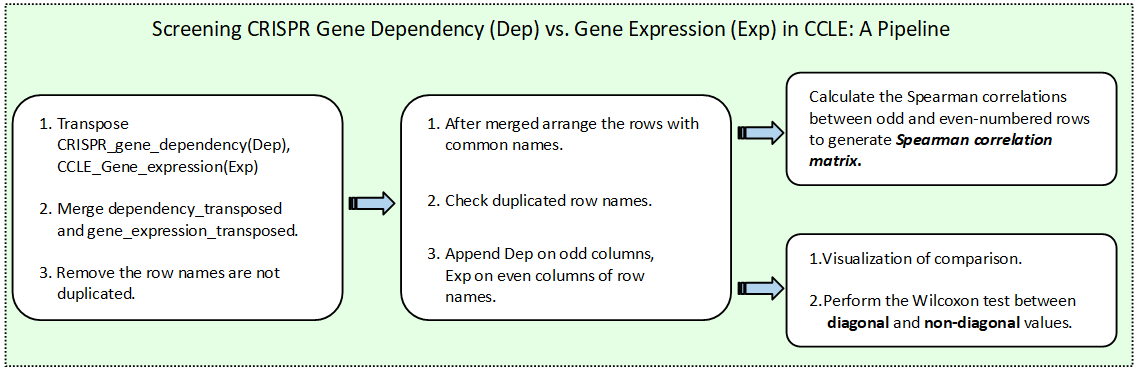 Screening CRISPR Gene Dependency (Dep) vs. Gene Expression (Exp) in CCLE: A Pipeline
1. Transpose
CRISPR_gene_dependency(Dep),
CCLE_Gene_expression(Exp)
2. Merge dependency_transposed
and gene_expression_transposed.
3. Remove the row names are not
duplicated.
1. After merged arrange the rows with
common names.
2. Check duplicated row names.
3. Append Dep on odd columns,
Exp on even columns of row
names.
Calculate the Spearman correlations
between odd and even-numbered rows
to generate Spearman correlation
matrix.
1.Visualization of comparison.
2.Perform the Wilcoxon test between
diagonal and non-diagonal values.